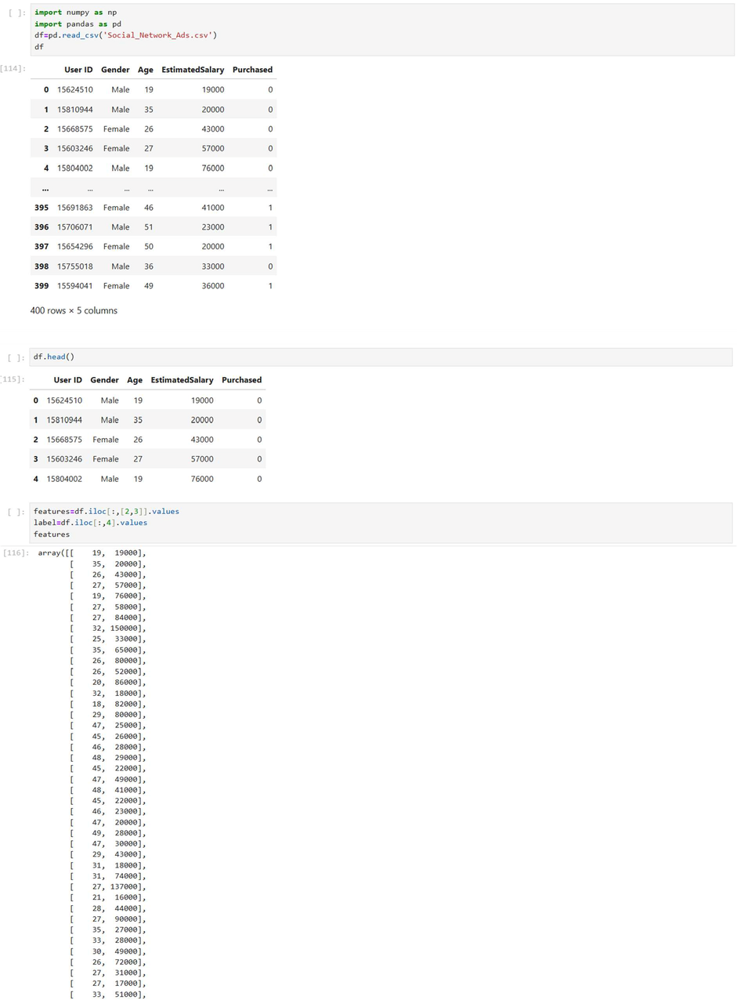 [ ]: import numpy as np
import pandas as pd
df=pd.read_csv('Social_Network_Ads.csv')
df
[114]: User ID Gender Age EstimatedSalary Purchased
0 15624510 Male 19 19000 0
1 15810944 Male 35 20000 0
2 15668575 Female 26 43000 0
3 15603246 Female 27 57000 0
4 15804002 Male 19 76000 0
... ... ... ... ... ...
395 15691863 Female 46 41000 1
396 15706071 Male 51 23000 1
397 15654296 Female 50 20000 1
398 15755018 Male 36 33000 0
399 15594041 Female 49 36000 1
400 rows × 5 columns
[ ]: df.head()
[115]: User ID Gender Age EstimatedSalary Purchased
0 15624510 Male 19 19000 0
1 15810944 Male 35 20000 0
2 15668575 Female 26 43000 0
3 15603246 Female 27 57000 0
4 15804002 Male 19 76000 0
[ ]: features=df.iloc[:,[2,3]].values
label=df.iloc[:,4].values
features
[116]: array([[ 19, 19000],
[ 35, 20000],
[ 26, 43000],
[ 27, 57000],
[ 19, 76000],
[ 27, 58000],
[ 27, 84000],
[ 32, 150000],
[ 25, 33000],
[ 35, 65000],
[ 26, 80000],
[ 26, 52000],
[ 20, 86000],
[ 32, 18000],
[ 18, 82000],
[ 29, 80000],
[ 47, 25000],
[ 45, 26000],
[ 46, 28000],
[ 48, 29000],
[ 45, 22000],
[ 47, 49000],
[ 48, 41000],
[ 45, 22000],
[ 46, 23000],
[ 47, 20000],
[ 49, 28000],
[ 47, 30000],
[ 29, 43000],
[ 31, 18000],
[ 31, 74000],
[ 27, 137000],
[ 21, 16000],
[ 28, 44000],
[ 27, 90000],
[ 35, 27000],
[ 33, 28000],
[ 30, 49000],
[ 26, 72000],
[ 27, 31000],
[ 27, 17000],
[ 33, 51000],